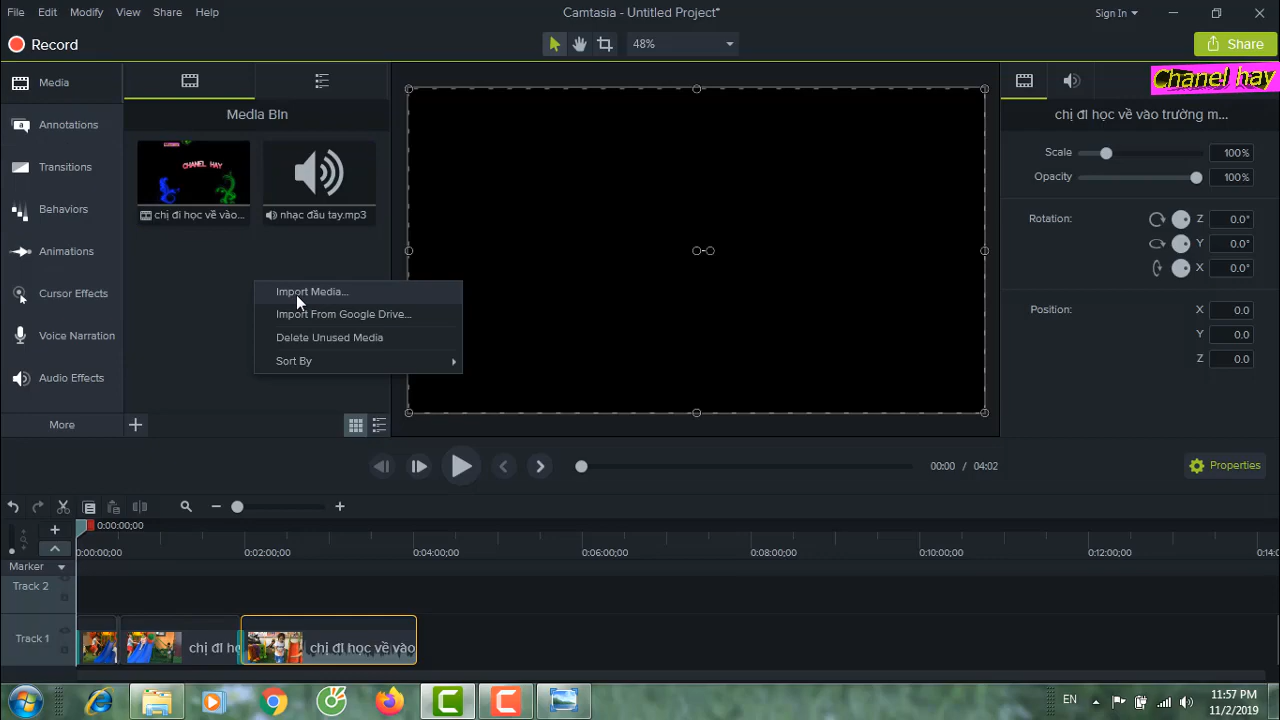 File Edit Modify View Share Help
Camtasia - Untitled Project*
Sign In
Record
48%
Share
Chanel hay
Media
Annotations
Transitions
Behaviors
Animations
Cursor Effects
Voice Narration
Audio Effects
More
Media Bin
CHANEL HAY
chị đi học về vào...
nhạc đầu tay.mp3
Import Media...
Import From Google Drive...
Delete Unused Media
Sort By
chị đi học về vào trường m...
Scale 100%
Opacity 100%
Rotation: Z 0.0°
Y 0.0°
X 0.0°
Position: X 0.0
Y 0.0
Z 0.0
00:00 / 04:02
Properties
0:00:00;00
0:00:00;00 0:02:00;00 0:04:00;00 0:06:00;00 0:08:00;00 0:10:00;00 0:12:00;00 0:14:0
Marker
Track 2
Track 1
chị đi họ
chị đi học về vào
EN
11:57 PM
11/2/2019